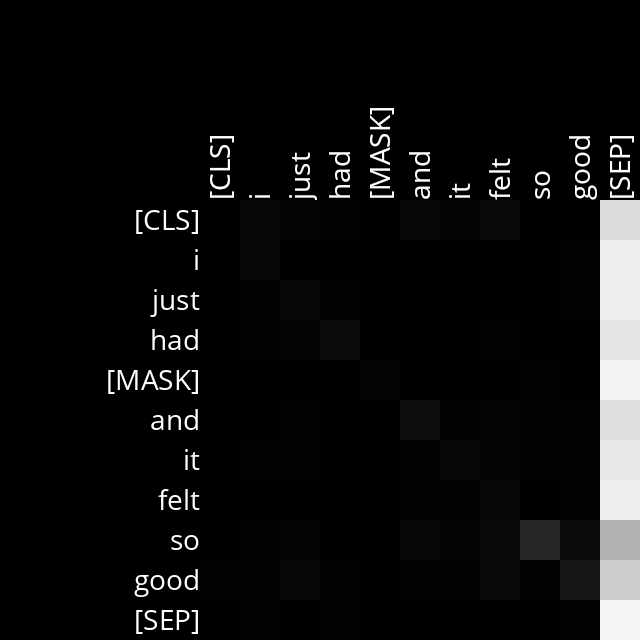 [CLS] i just had [MASK] and it felt so good [SEP]
[CLS]
i
just
had
[MASK]
and
it
felt
so
good
[SEP]